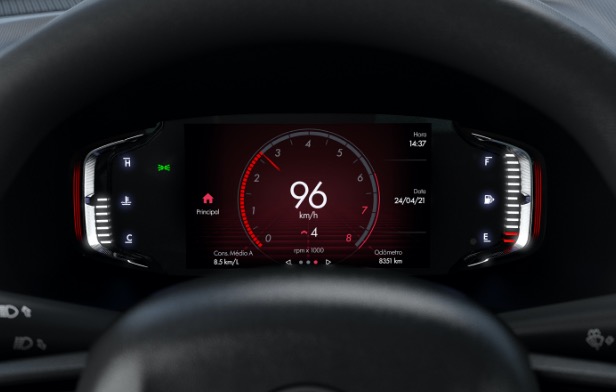 Hora
14:37
Data
24/04/21
Odômetro
8351 km
Principal
Cons. Médio A
8.5 km/L
0
1
2
3
4
5
6
7
8
96
km/h
4
rpm x 1000
H
C
F
E